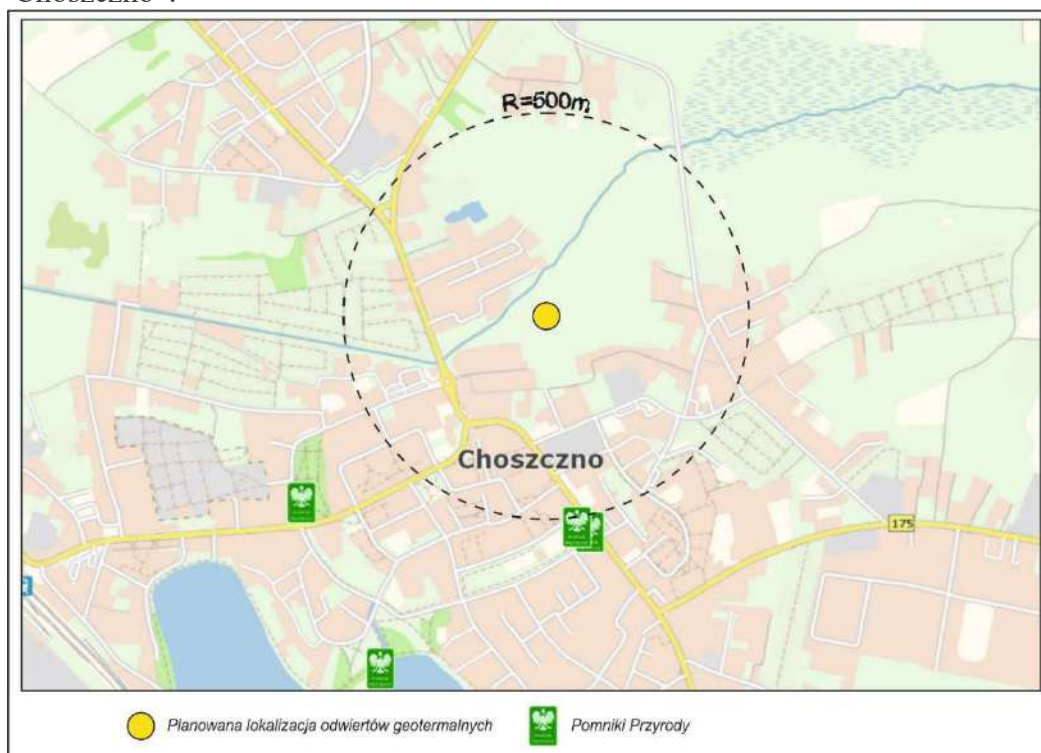 Choszczno".
R=500m
Choszczno
175
Planowana lokalizacja odwiertów geotermalnych
Pomniki Przyrody